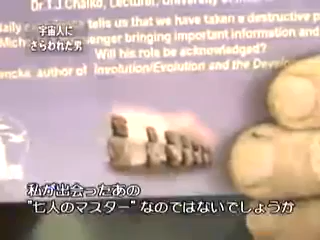 Dr T.J.Chalko, Lecturer, University of
daily tells us that we have taken a destructive p
宇宙人に
Mich enger bringing important information and
さらわれた男
Will his role be acknowledged?
author of Involution/Evolution and the Deve
私が出会ったあの
"七人のマスター"なのではないでしょうか